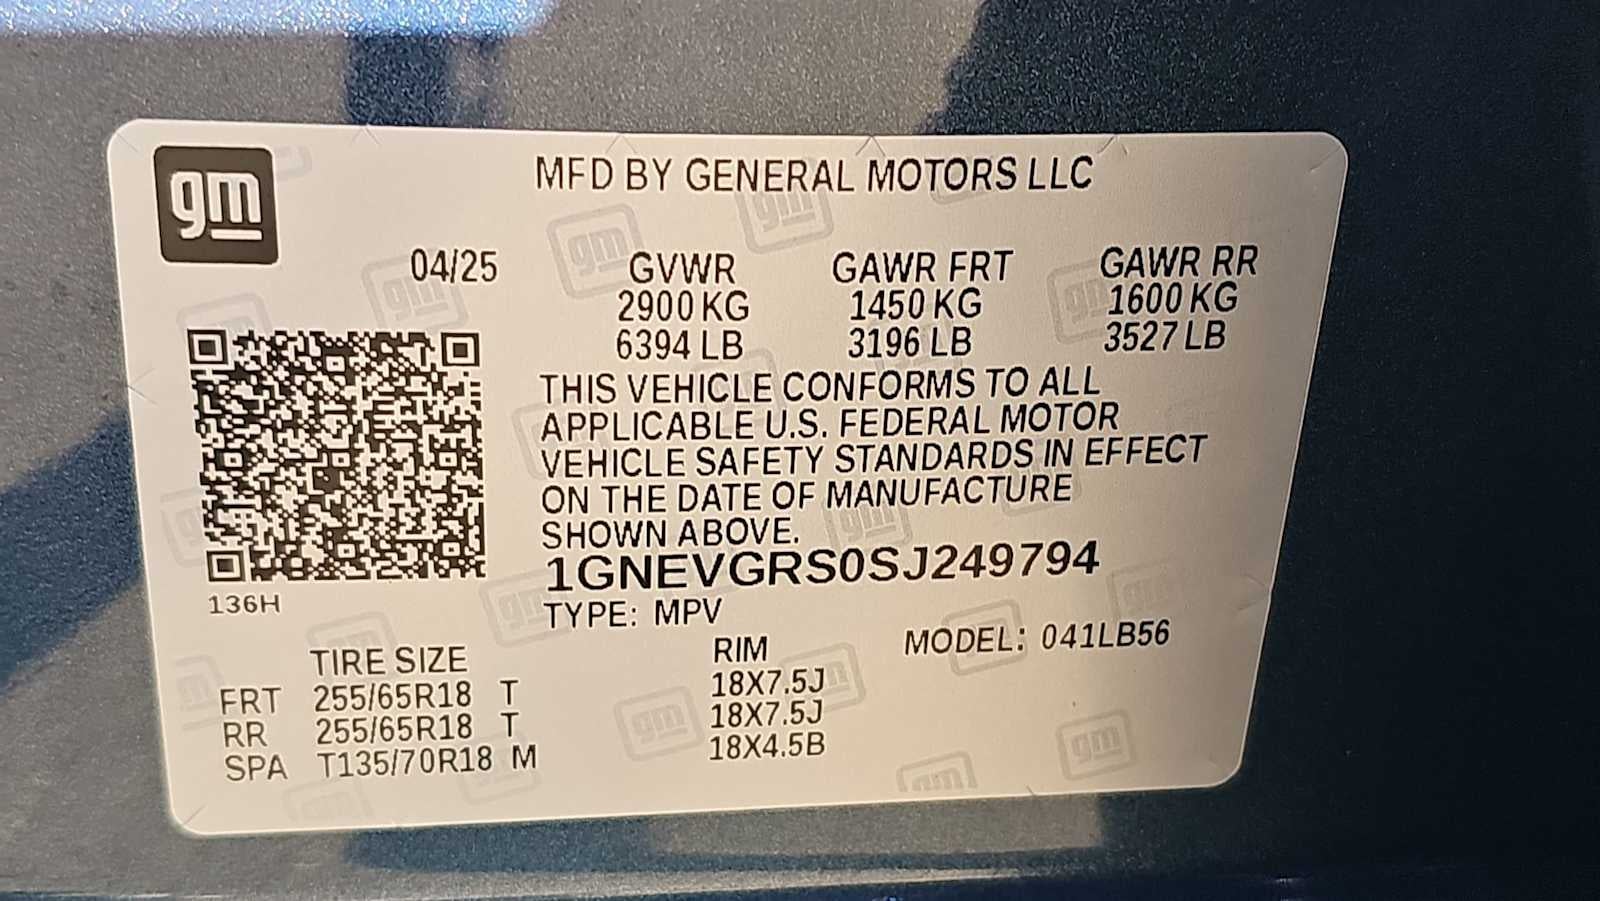 gm
MFD BY GENERAL MOTORS LLC
04/25 GVWR GAWR FRT GAWR RR
2900 KG 1450 KG 1600 KG
6394 LB 3196 LB 3527 LB
THIS VEHICLE CONFORMS TO ALL
APPLICABLE U.S. FEDERAL MOTOR
VEHICLE SAFETY STANDARDS IN EFFECT
ON THE DATE OF MANUFACTURE
SHOWN ABOVE.
1GNEVGRS0SJ249794
136H
TYPE: MPV
MODEL: 041LB56
TIRE SIZE RIM
FRT 255/65R18 T 18X7.5J
RR 255/65R18 T 18X7.5J
SPA T135/70R18 M 18X4.5B